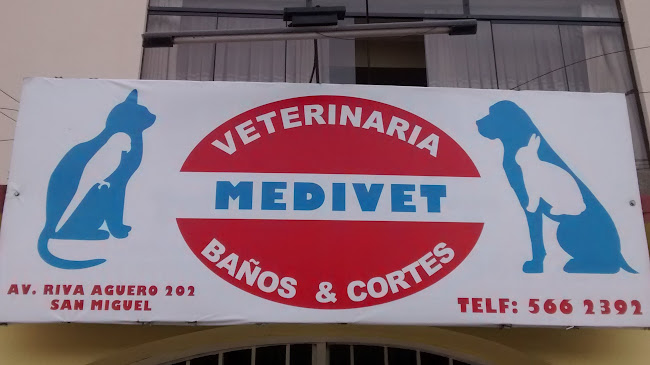 VETERINARIA
MEDIVET
BAÑOS & CORTES
AV. RIVA AGUERO 202
SAN MIGUEL
TELF: 566 2392